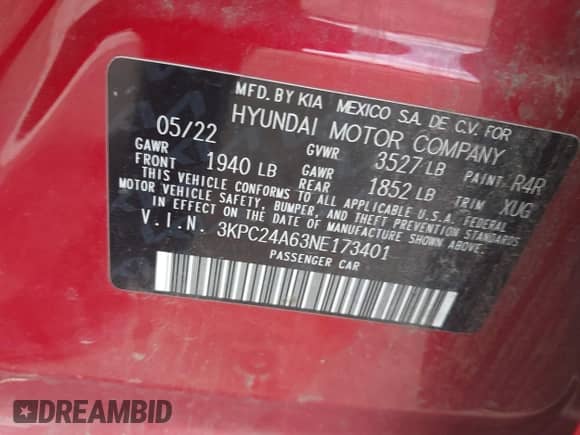 MFD. BY KIA MEXICO S.A. DE C.V. FOR
HYUNDAI MOTOR COMPANY
05/22 GVWR 3527 LB PAINT: R4R
GAWR FRONT 1940 LB GAWR REAR 1852 LB TRIM XUG
THIS VEHICLE CONFORMS TO ALL APPLICABLE U.S.A. FEDERAL
MOTOR VEHICLE SAFETY, BUMPER, AND THEFT PREVENTION STANDARDS
IN EFFECT ON THE DATE OF MANUFACTURE SHOWN ABOVE.
V.I.N. 3KPC24A63NE173401
PASSENGER CAR
DREAMBID